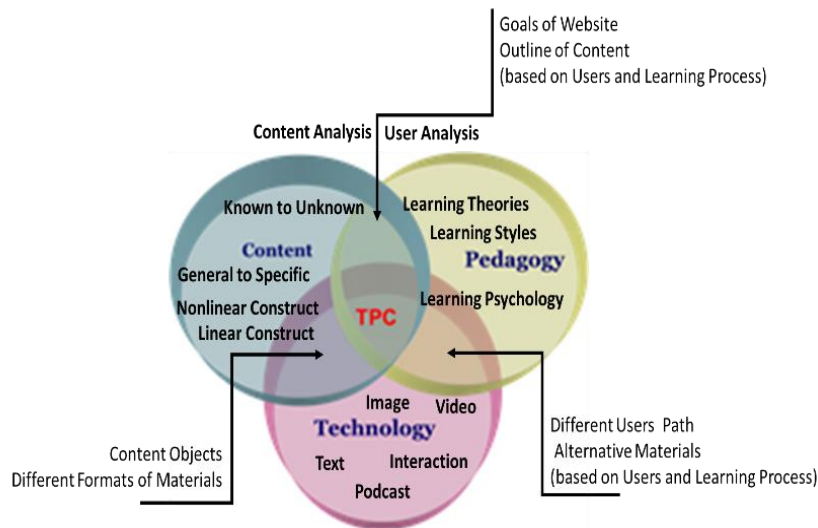 Goals of Website
Outline of Content
(based on Users and Learning Process)
Content Analysis
User Analysis
Known to Unknown
Content
General to Specific
Nonlinear Construct
Linear Construct
Learning Theories
Learning Styles
Pedagogy
Learning Psychology
TPC
Image
Video
Technology
Text
Interaction
Podcast
Content Objects
Different Formats of Materials
Different Users Path
Alternative Materials
(based on Users and Learning Process)